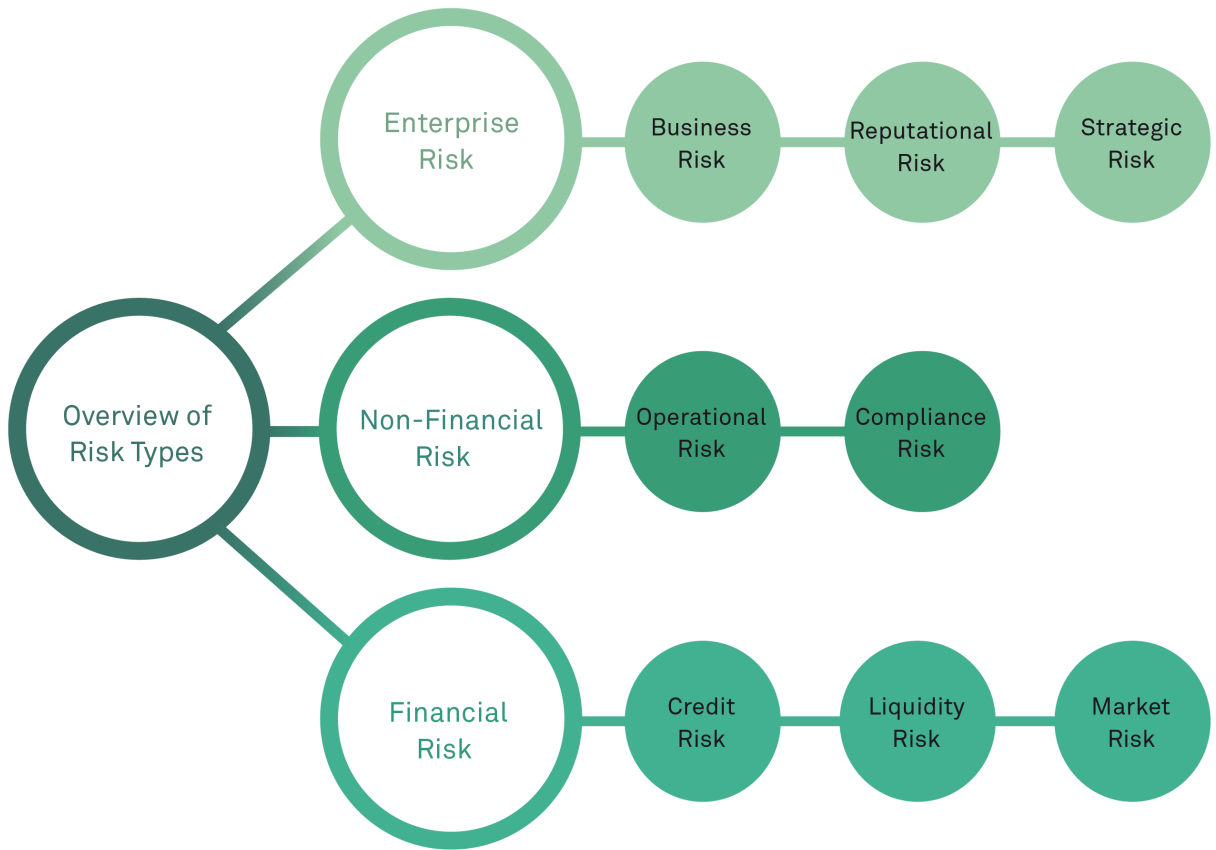 Enterprise
Risk
Business
Risk
Reputational
Risk
Strategic
Risk
Overview of
Risk Types
Non-Financial
Risk
Operational
Risk
Compliance
Risk
Financial
Risk
Credit
Risk
Liquidity
Risk
Market
Risk